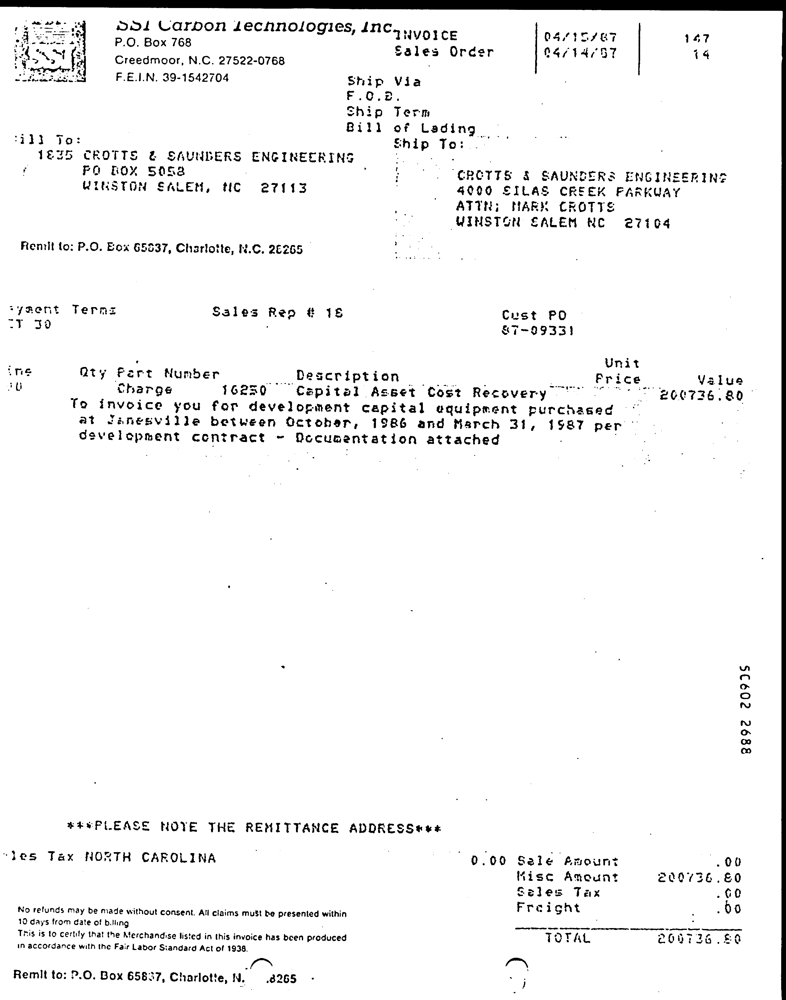 SSI Carbon Technologies, Inc.
P.O. Box 768
Creedmoor, N.C. 27522-0768
F.E.I.N. 39-1542704
INVOICE 04/15/87 147
Sales Order 04/14/87 14
Ship Via
F.O.B.
Ship Term
Bill of Lading
Bill To:
1835 CROTTS & SAUNDERS ENGINEERING
PO BOX 5058
WINSTON SALEM, NC 27113
Ship To:
CROTTS & SAUNDERS ENGINEERING
4000 SILAS CREEK PARKWAY
ATTN; MARK CROTTS
WINSTON SALEM NC 27104
Remit to: P.O. Box 65837, Charlotte, N.C. 28265
yment Terms Sales Rep # 18 Cust PO
ET 30 87-09331
ine Qty Part Number Description Unit Price Value
Charge 16250 Capital Asset Cost Recovery 200736.80
To invoice you for development capital equipment purchased
at Janesville between October, 1986 and March 31, 1987 per
development contract - Documentation attached
50602 2688
***PLEASE NOTE THE REMITTANCE ADDRESS***
les Tax NORTH CAROLINA 0.00 Sale Amount .00
Misc Amount 200736.80
Sales Tax .00
Freight .00
TOTAL 200736.80
No refunds may be made without consent. All claims must be presented within
10 days from date of billing
This is to certify that the Merchandise listed in this invoice has been produced
in accordance with the Fair Labor Standard Act of 1938.
Remit to: P.O. Box 65837, Charlotte, N. 8265